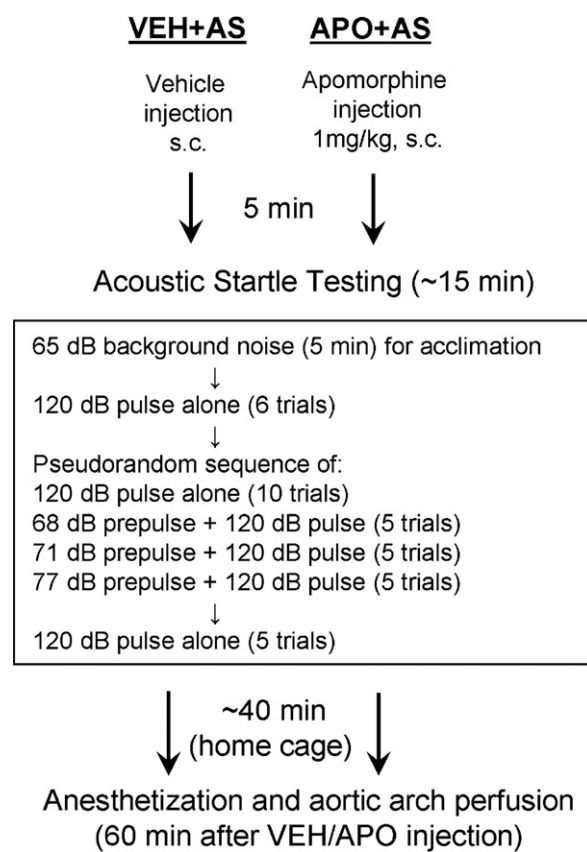 VEH+AS APO+AS
Vehicle
injection
s.c.
Apomorphine
injection
1mg/kg, s.c.
5 min
Acoustic Startle Testing (~15 min)
65 dB background noise (5 min) for acclimation
↓
120 dB pulse alone (6 trials)
↓
Pseudorandom sequence of:
120 dB pulse alone (10 trials)
68 dB prepulse + 120 dB pulse (5 trials)
71 dB prepulse + 120 dB pulse (5 trials)
77 dB prepulse + 120 dB pulse (5 trials)
↓
120 dB pulse alone (5 trials)
~40 min
(home cage)
Anesthetization and aortic arch perfusion
(60 min after VEH/APO injection)